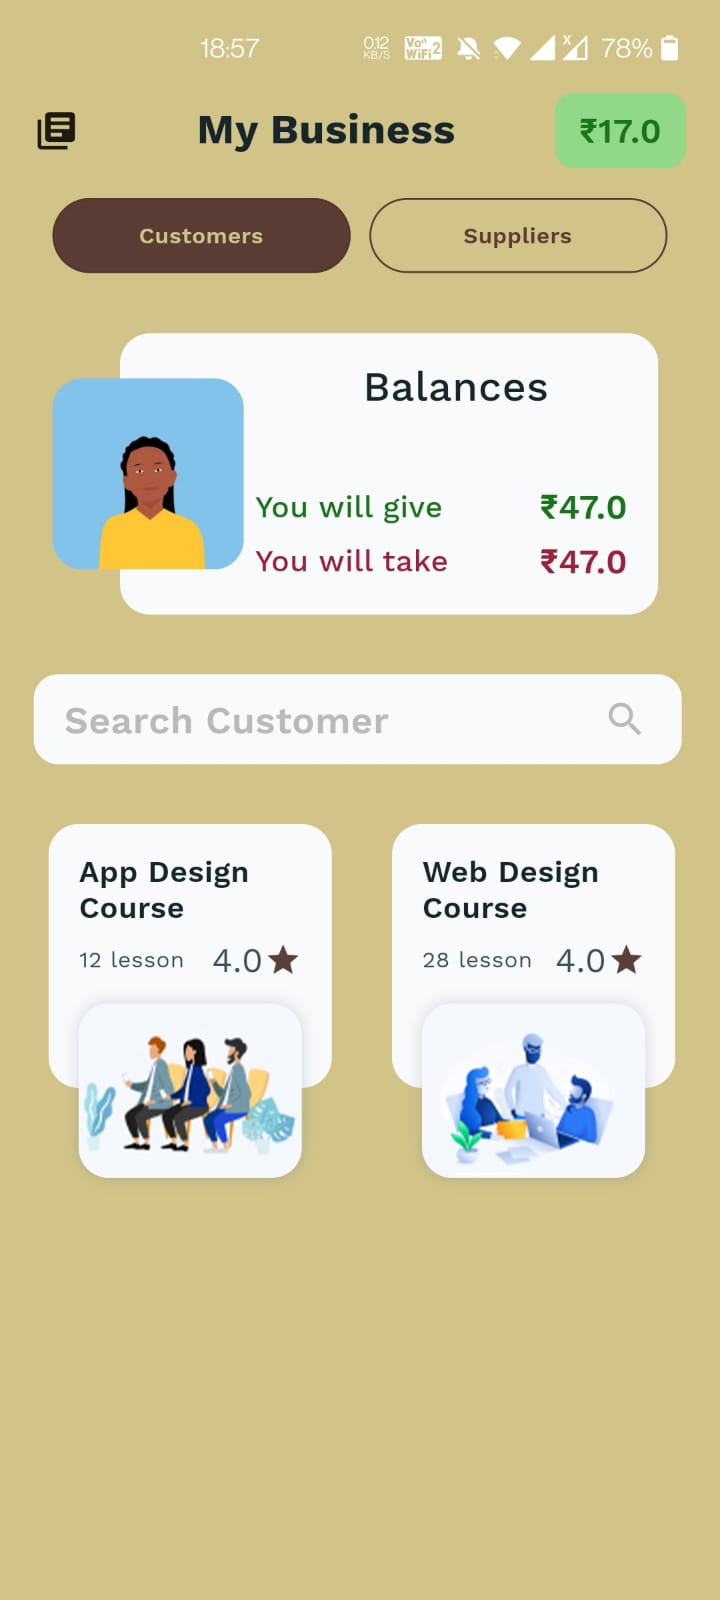 18:57 0.12 KB/S Vo)) WiFi 2 78%
My Business ₹17.0
Customers Suppliers
Balances
You will give ₹47.0
You will take ₹47.0
Search Customer
App Design
Course
12 lesson 4.0
Web Design
Course
28 lesson 4.0